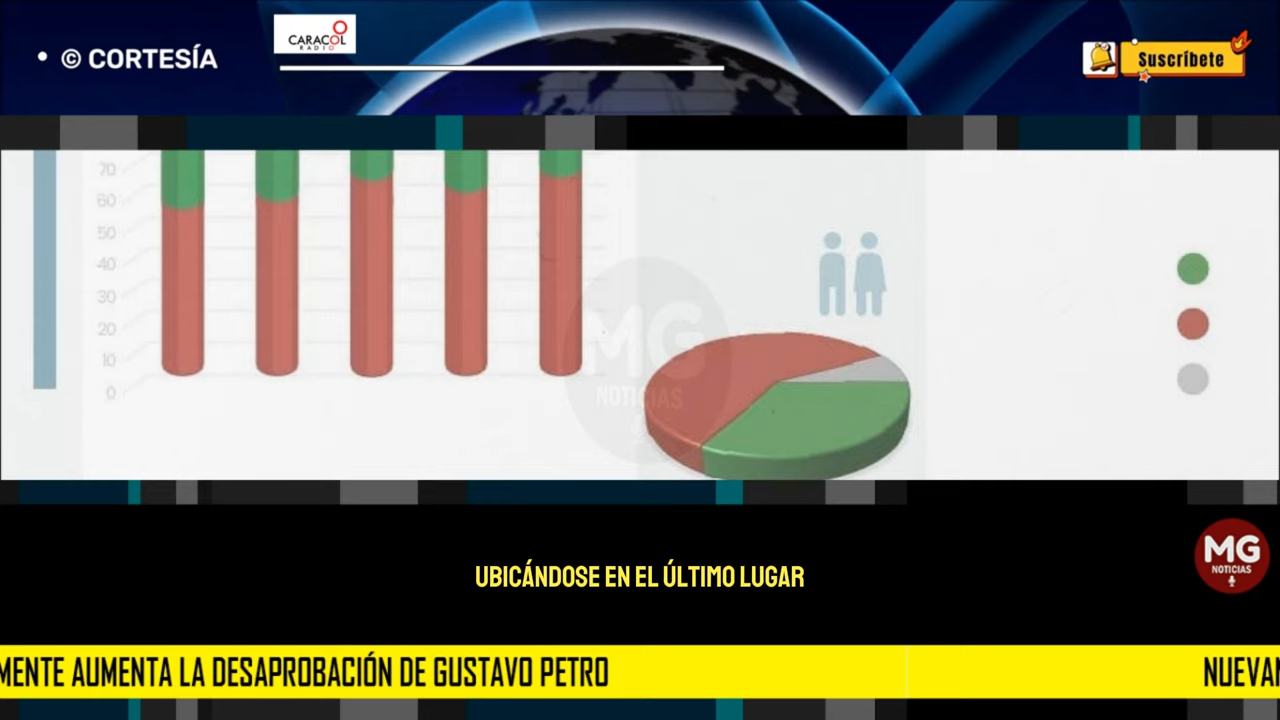 • © CORTESÍA
CARACOL
RADIO
Suscríbete
70
60
50
40
30
20
10
0
MG
NOTICIAS
UBICÁNDOSE EN EL ÚLTIMO LUGAR
MG
NOTICIAS
MENTE AUMENTA LA DESAPROBACIÓN DE GUSTAVO PETRO
NUEVAN